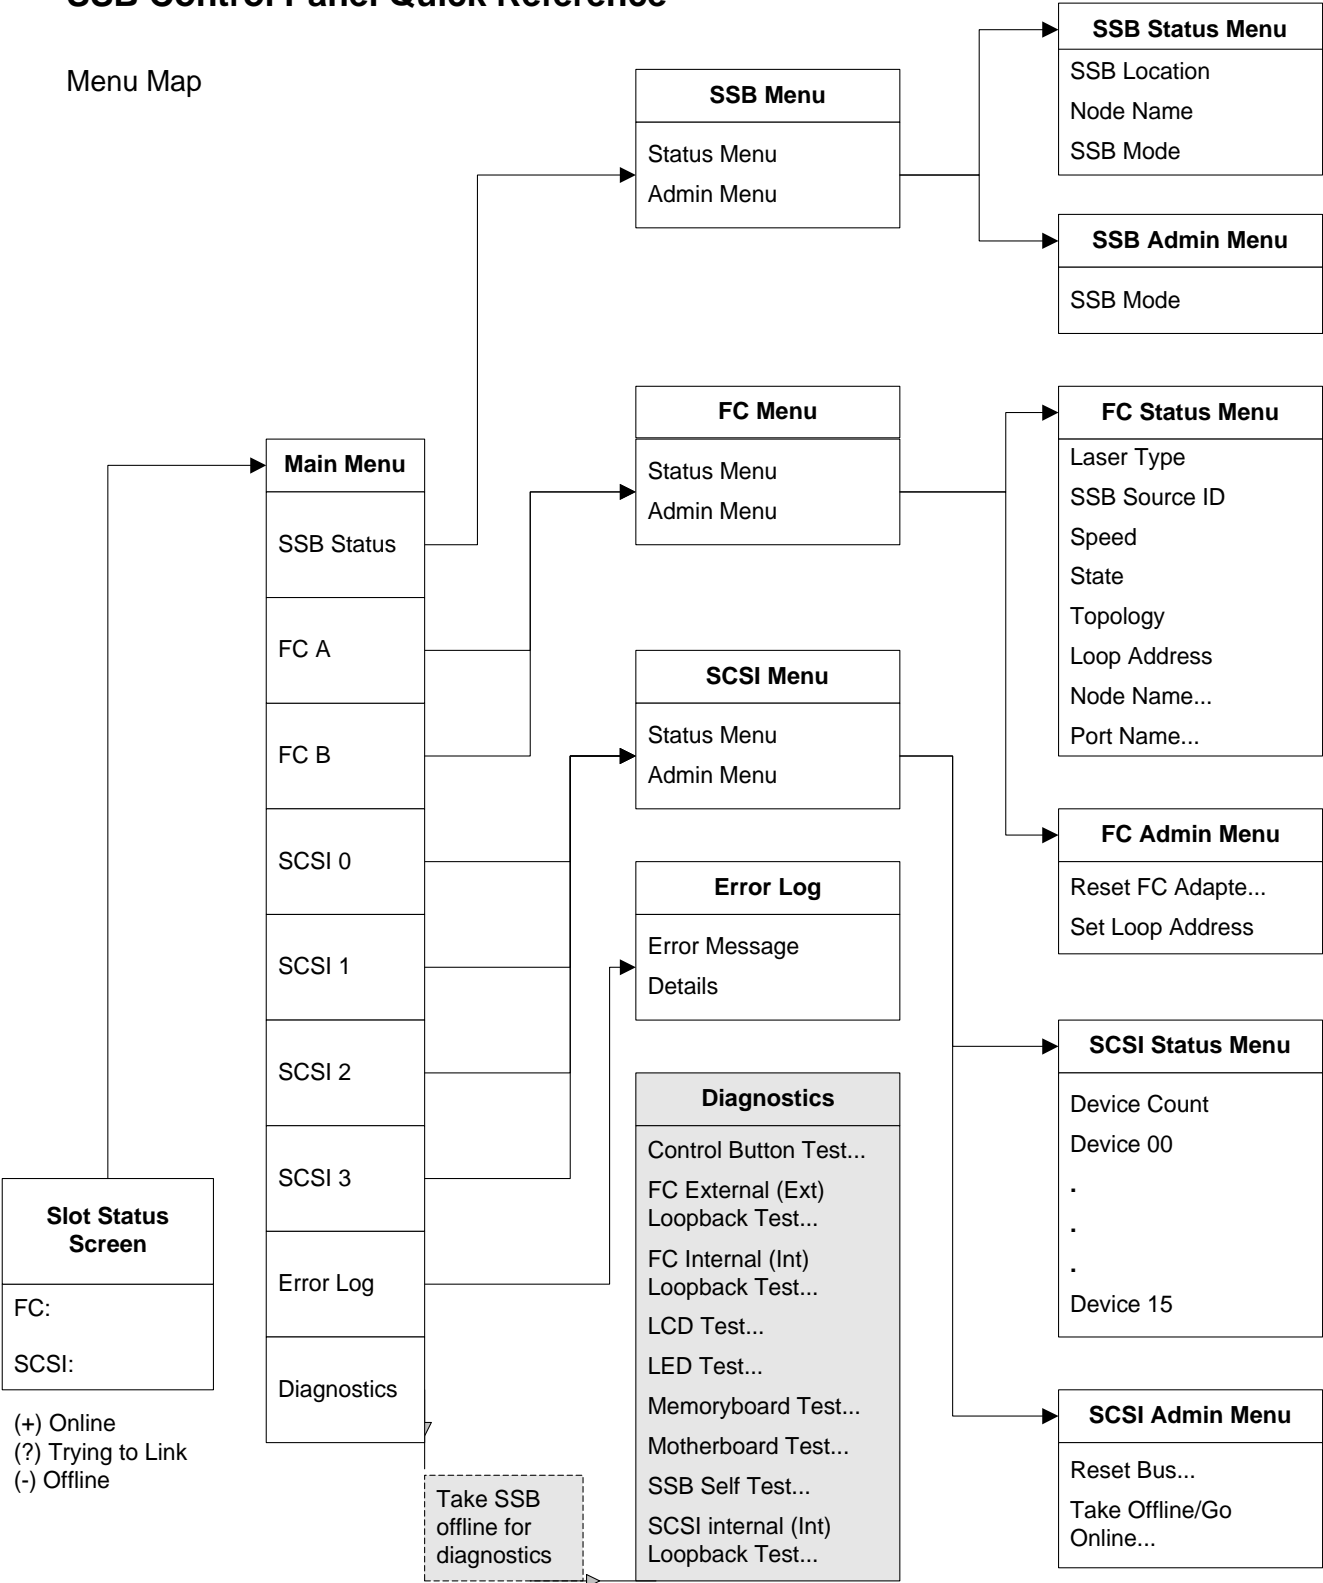 SSB Control Panel Quick Reference
Menu Map
SSB Menu
Status Menu
Admin Menu
SSB Status Menu
SSB Location
Node Name
SSB Mode
SSB Admin Menu
SSB Mode
FC Menu
Status Menu
Admin Menu
FC Status Menu
Laser Type
SSB Source ID
Speed
State
Topology
Loop Address
Node Name...
Port Name...
FC Admin Menu
Reset FC Adapte...
Set Loop Address
Main Menu
SSB Status
FC A
FC B
SCSI 0
SCSI 1
SCSI 2
SCSI 3
Error Log
Diagnostics
SCSI Menu
Status Menu
Admin Menu
Error Log
Error Message
Details
SCSI Status Menu
Device Count
Device 00
.
.
.
Device 15
SCSI Admin Menu
Reset Bus...
Take Offline/Go
Online...
Diagnostics
Control Button Test...
FC External (Ext)
Loopback Test...
FC Internal (Int)
Loopback Test...
LCD Test...
LED Test...
Memoryboard Test...
Motherboard Test...
SSB Self Test...
SCSI internal (Int)
Loopback Test...
Slot Status
Screen
FC:
SCSI:
(+) Online
(?) Trying to Link
(-) Offline
Take SSB
offline for
diagnostics